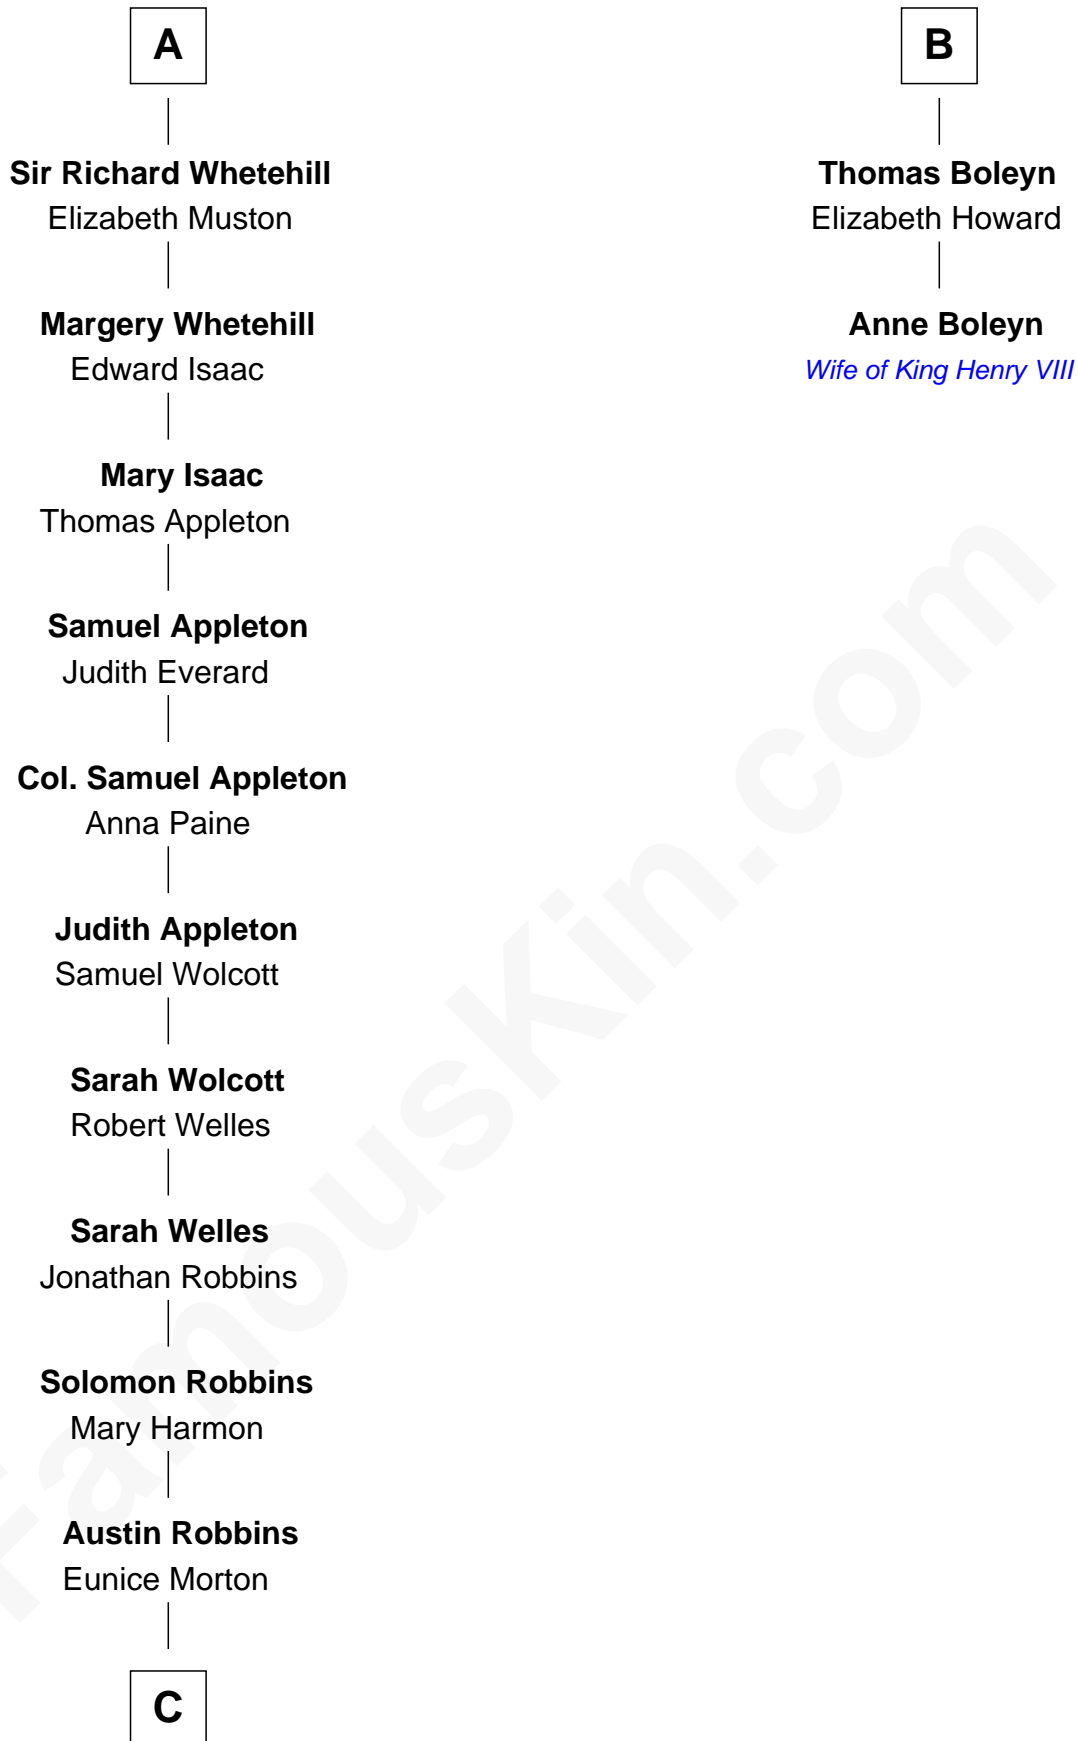 A
Sir Richard Whetehill
Elizabeth Muston
Margery Whetehill
Edward Isaac
Mary Isaac
Thomas Appleton
Samuel Appleton
Judith Everard
Col. Samuel Appleton
Anna Paine
Judith Appleton
Samuel Wolcott
Sarah Wolcott
Robert Welles
Sarah Welles
Jonathan Robbins
Solomon Robbins
Mary Harmon
Austin Robbins
Eunice Morton
C
B
Thomas Boleyn
Elizabeth Howard
Anne Boleyn
Wife of King Henry VIII
FamousKin.com